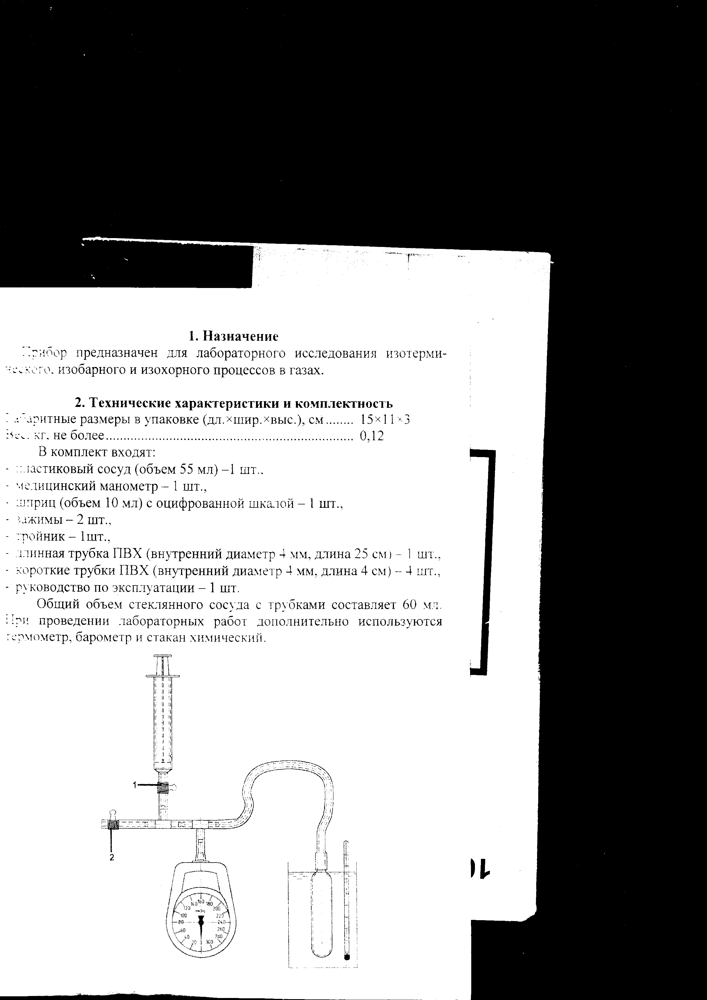 1. Назначение
Прибор предназначен для лабораторного исследования изотерми-
ческого, изобарного и изохорного процессов в газах.
2. Технические характеристики и комплектность
Габаритные размеры в упаковке (дл.×шир.×выс.), см........ 15×11×3
Вес, кг, не более...................................................................... 0,12
В комплект входят:
- пластиковый сосуд (объем 55 мл) –1 шт..
- медицинский манометр – 1 шт.,
- шприц (объем 10 мл) с оцифрованной шкалой – 1 шт.,
- зажимы – 2 шт.,
- тройник – 1шт.,
- длинная трубка ПВХ (внутренний диаметр 4 мм, длина 25 см) – 1 шт.,
- короткие трубки ПВХ (внутренний диаметр 4 мм, длина 4 см) – 4 шт.,
- руководство по эксплуатации – 1 шт.
Общий объем стеклянного сосуда с трубками составляет 60 мл.
При проведении лабораторных работ дополнительно используются
термометр, барометр и стакан химический.
1
2
140 160 180
120 200
100 220
80 240
60 260
40 280
20 0 300